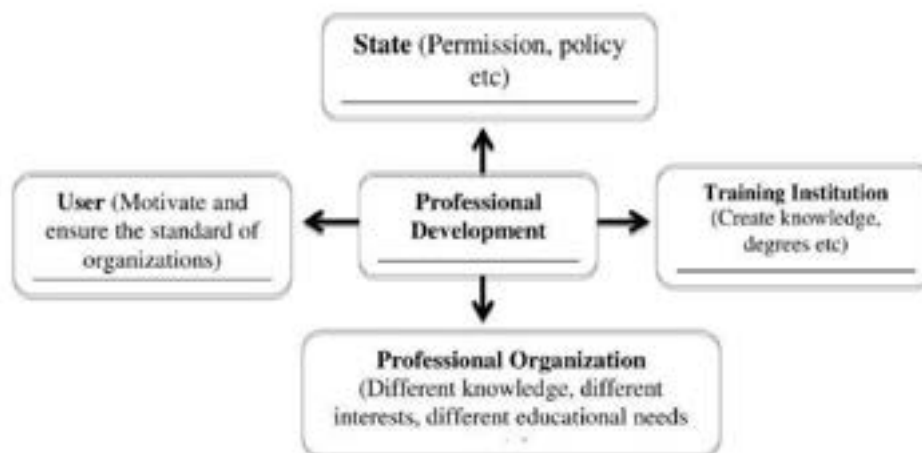 State (Permission, policy
etc)
User (Motivate and
ensure the standard of
organizations)
Professional
Development
Training Institution
(Create knowledge,
degrees etc)
Professional Organization
(Different knowledge, different
interests, different educational needs